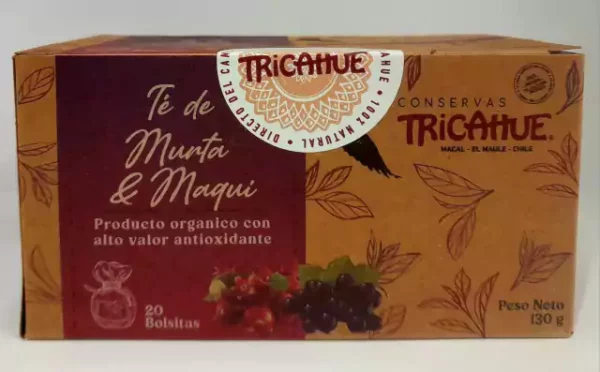 Té de
Murta
& Maqui
Producto organico con
alto valor antioxidante
20
Bolsitas
TRiCAHUE
DIRECTO DEL CA
• 100% NATURAL •
AHUE
CONSERVAS
TRiCAHUE®
MACAL - EL MAULE - CHILE
Peso Neto
130 g